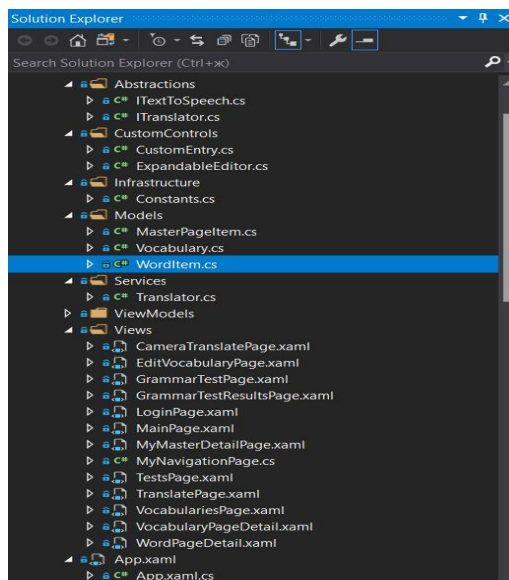 Solution Explorer
Search Solution Explorer (Ctrl+ж)
Abstractions
C# ITextToSpeech.cs
C# ITranslator.cs
CustomControls
C# CustomEntry.cs
C# ExpandableEditor.cs
Infrastructure
C# Constants.cs
Models
C# MasterPageItem.cs
C# Vocabulary.cs
C# WordItem.cs
Services
C# Translator.cs
ViewModels
Views
CameraTranslatePage.xaml
EditVocabularyPage.xaml
GrammarTestPage.xaml
GrammarTestResultsPage.xaml
LoginPage.xaml
MainPage.xaml
MyMasterDetailPage.xaml
C# MyNavigationPage.cs
TestsPage.xaml
TranslatePage.xaml
VocabulariesPage.xaml
VocabularyPageDetail.xaml
WordPageDetail.xaml
App.xaml
C# App.xaml.cs